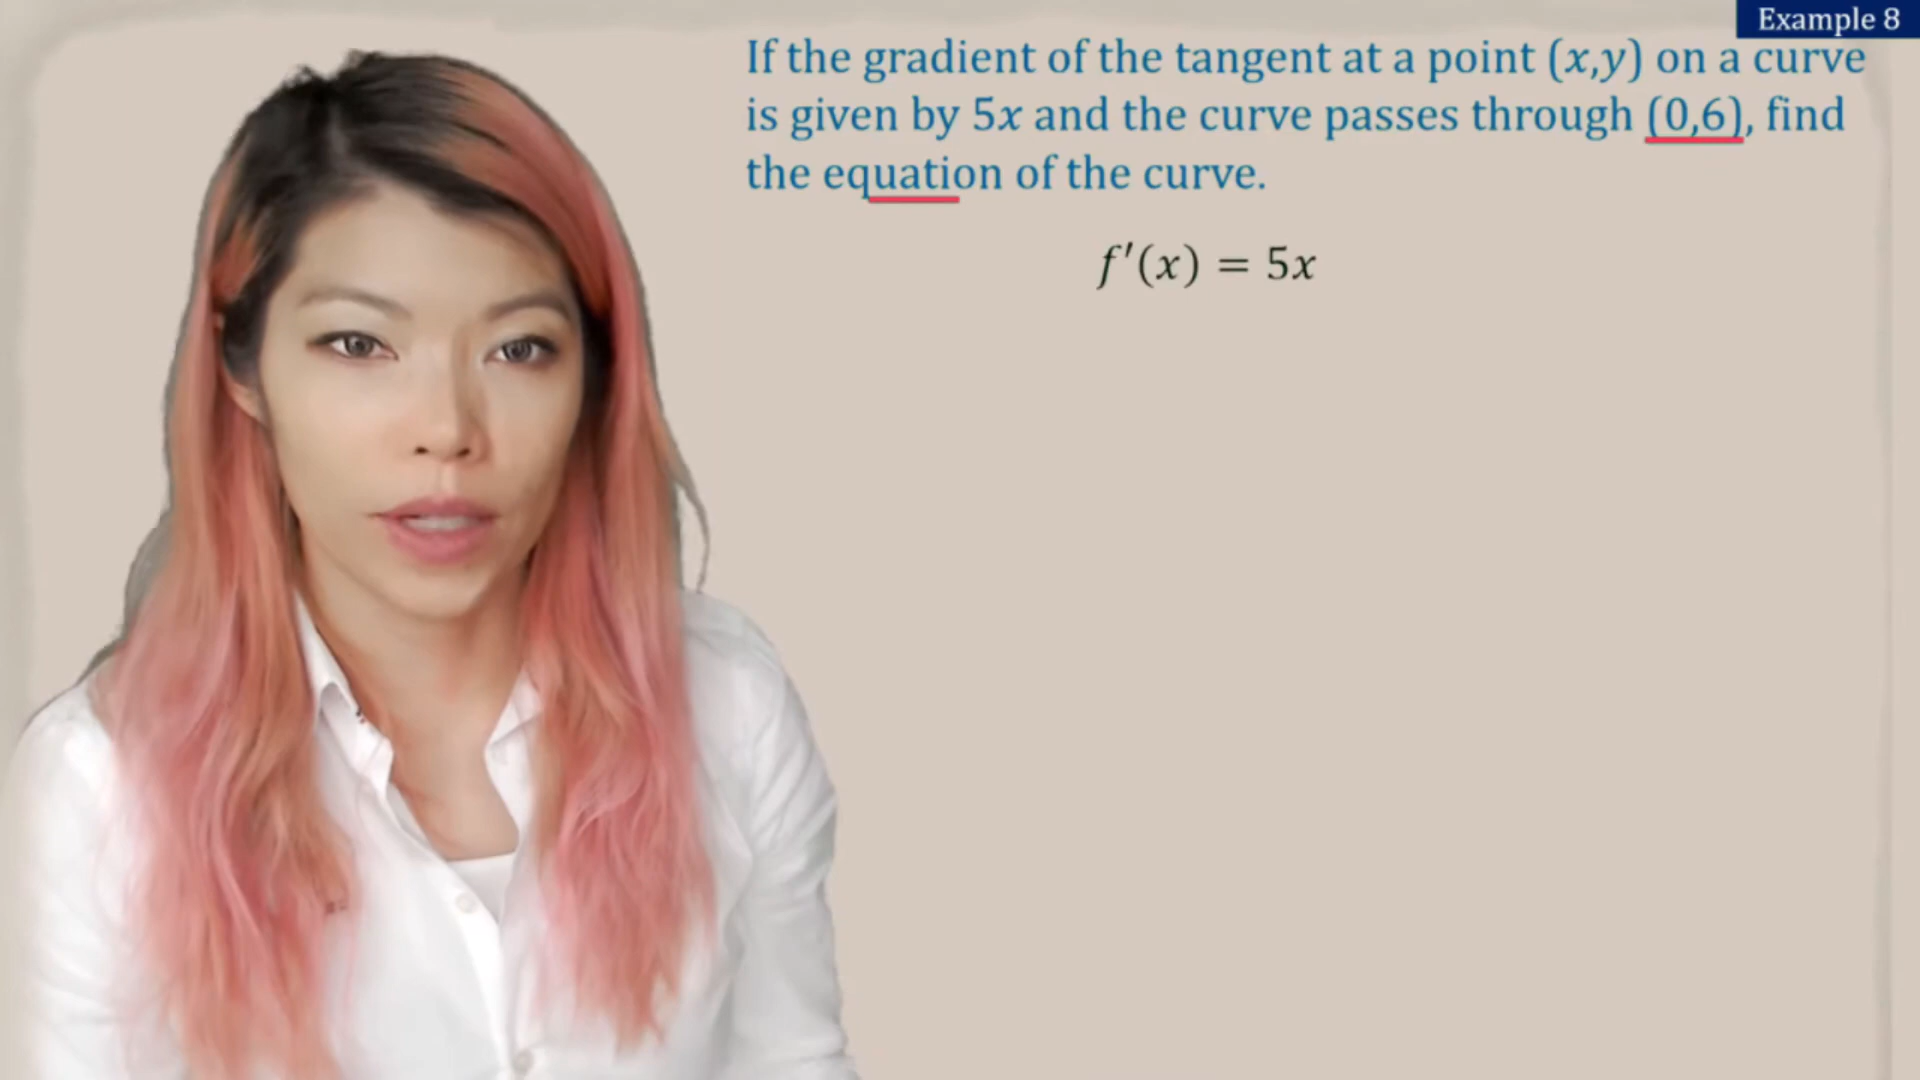 Example 8
If the gradient of the tangent at a point (x,y) on a curve
is given by 5x and the curve passes through (0,6), find
the equation of the curve.
f′(x) = 5x